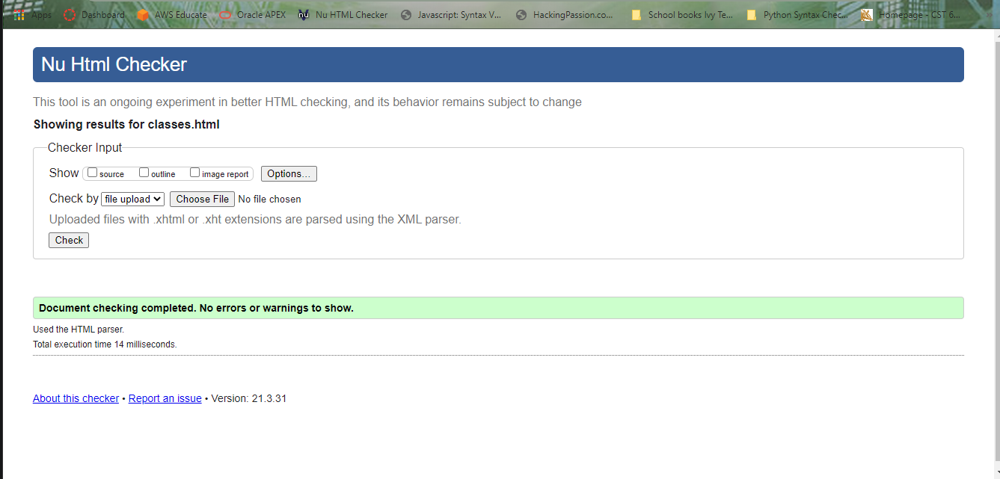 Apps Dashboard AWS Educate Oracle APEX Nu HTML Checker Javascript: Syntax V... HackingPassion.co... School books Ivy Te... Python Syntax Chec... Homepage - CST 6... »
Nu Html Checker
This tool is an ongoing experiment in better HTML checking, and its behavior remains subject to change
Showing results for classes.html
Checker Input
Show source outline image report Options...
Check by file upload Choose File No file chosen
Uploaded files with .xhtml or .xht extensions are parsed using the XML parser.
Check
Document checking completed. No errors or warnings to show.
Used the HTML parser.
Total execution time 14 milliseconds.
About this checker • Report an issue • Version: 21.3.31